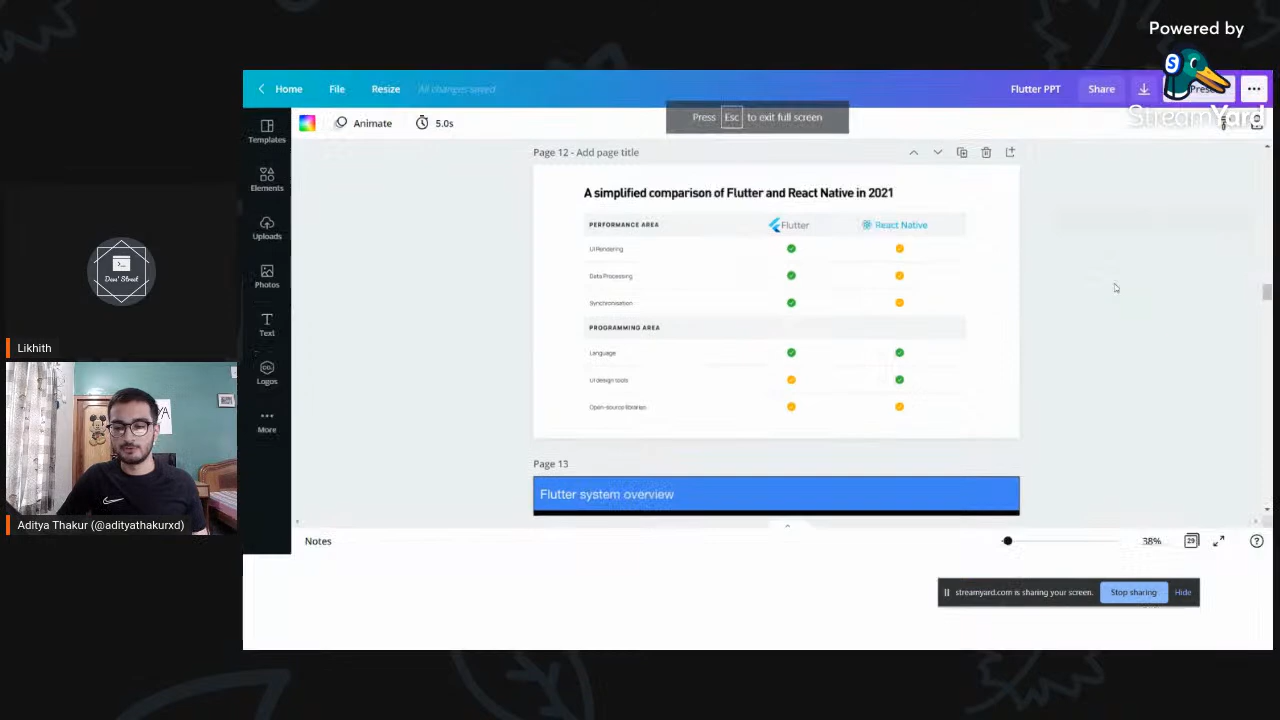 Powered by
StreamYard
Home File Resize All changes saved Flutter PPT Share
Animate 5.0s
Press Esc to exit full screen
Templates
Elements
Uploads
Photos
Text
Logos
More
Page 12 - Add page title
A simplified comparison of Flutter and React Native in 2021
PERFORMANCE AREA Flutter React Native
UI Rendering
Data Processing
Synchronisation
PROGRAMMING AREA
Language
UI design tools
Open-source libraries
Page 13
Flutter system overview
Notes 38% 29
streamyard.com is sharing your screen. Stop sharing Hide
Dev' Street
Likhith
Aditya Thakur (@adityathakurxd)